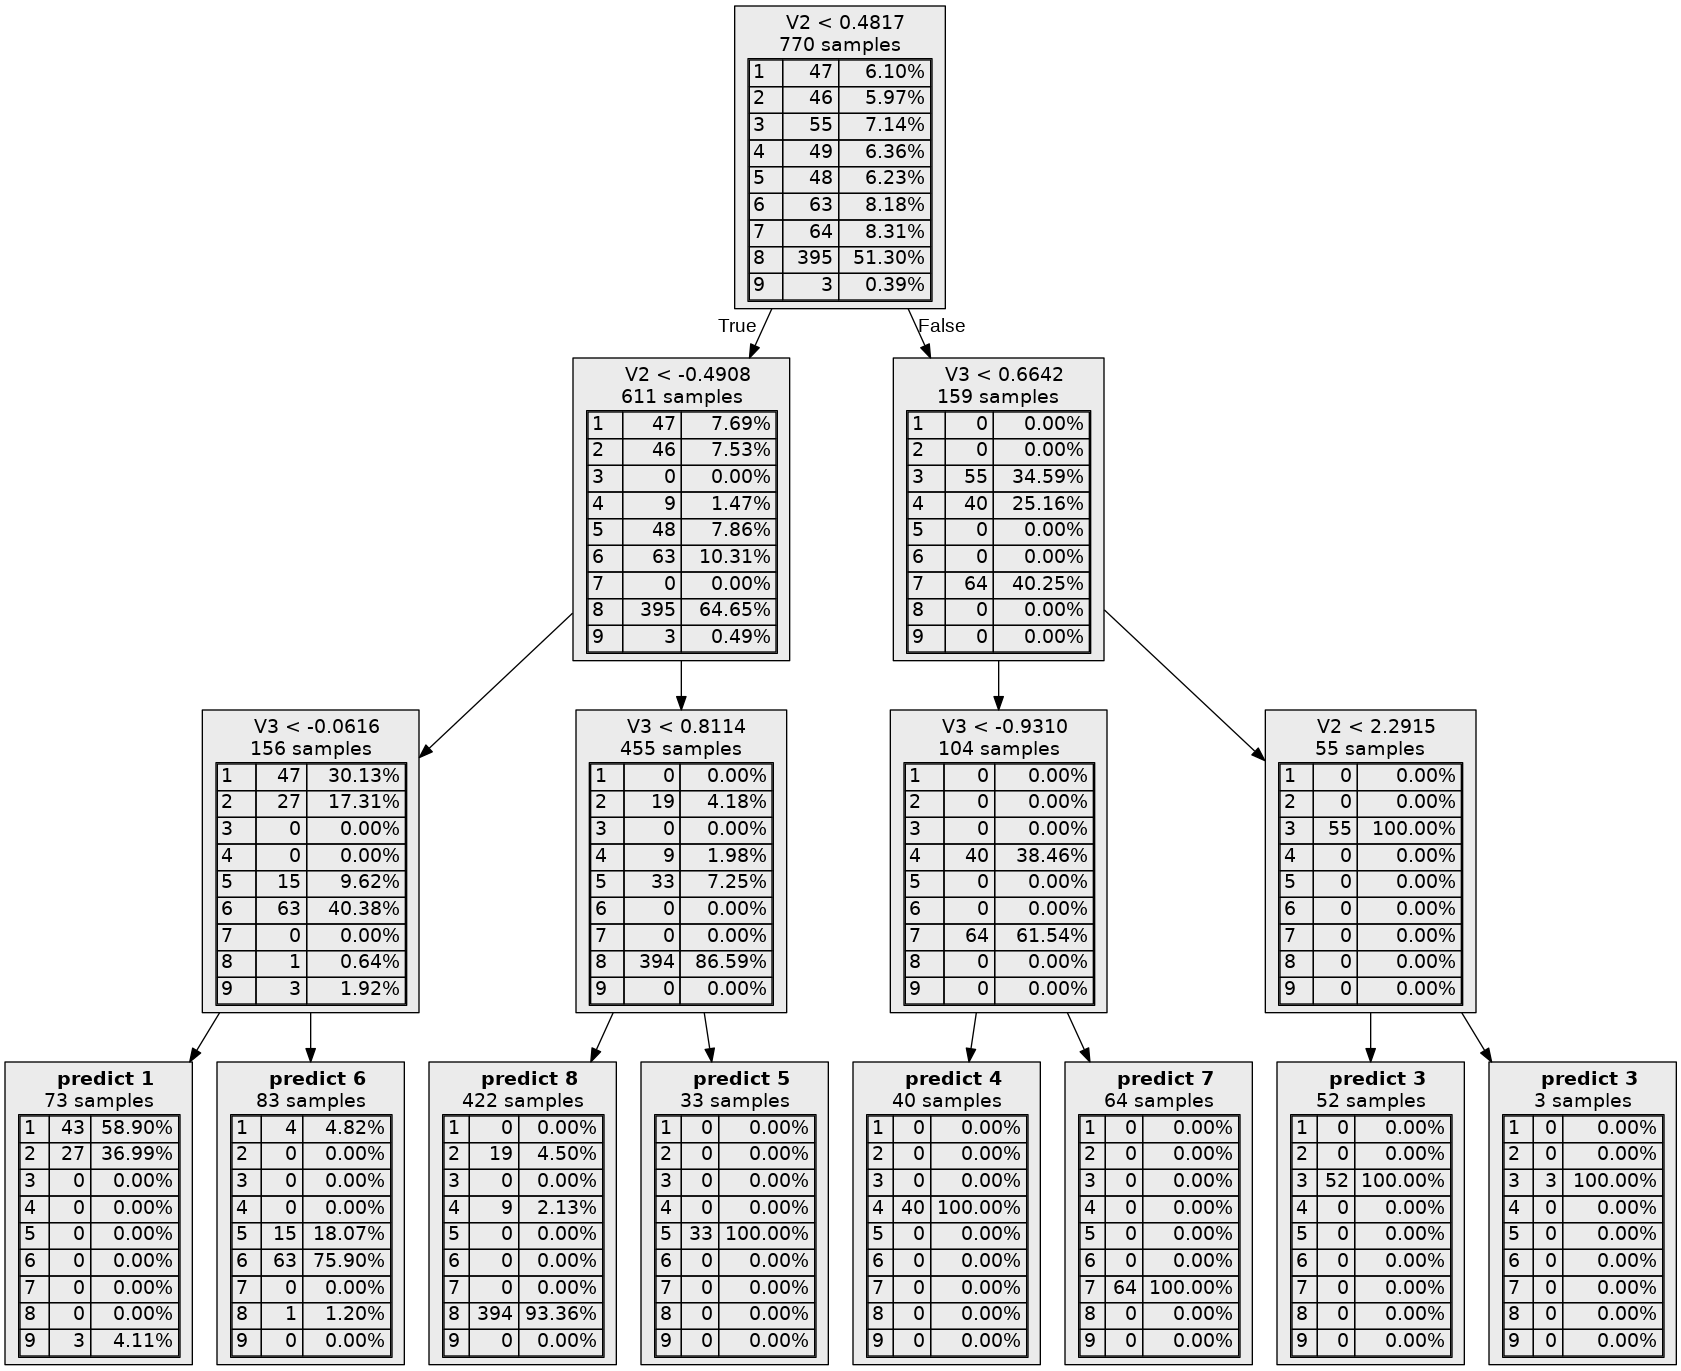 V2 < 0.4817
770 samples
1 47 6.10%
2 46 5.97%
3 55 7.14%
4 49 6.36%
5 48 6.23%
6 63 8.18%
7 64 8.31%
8 395 51.30%
9 3 0.39%
True
False
V2 < -0.4908
611 samples
1 47 7.69%
2 46 7.53%
3 0 0.00%
4 9 1.47%
5 48 7.86%
6 63 10.31%
7 0 0.00%
8 395 64.65%
9 3 0.49%
V3 < 0.6642
159 samples
1 0 0.00%
2 0 0.00%
3 55 34.59%
4 40 25.16%
5 0 0.00%
6 0 0.00%
7 64 40.25%
8 0 0.00%
9 0 0.00%
V3 < -0.0616
156 samples
1 47 30.13%
2 27 17.31%
3 0 0.00%
4 0 0.00%
5 15 9.62%
6 63 40.38%
7 0 0.00%
8 1 0.64%
9 3 1.92%
V3 < 0.8114
455 samples
1 0 0.00%
2 19 4.18%
3 0 0.00%
4 9 1.98%
5 33 7.25%
6 0 0.00%
7 0 0.00%
8 394 86.59%
9 0 0.00%
V3 < -0.9310
104 samples
1 0 0.00%
2 0 0.00%
3 0 0.00%
4 40 38.46%
5 0 0.00%
6 0 0.00%
7 64 61.54%
8 0 0.00%
9 0 0.00%
V2 < 2.2915
55 samples
1 0 0.00%
2 0 0.00%
3 55 100.00%
4 0 0.00%
5 0 0.00%
6 0 0.00%
7 0 0.00%
8 0 0.00%
9 0 0.00%
predict 1
73 samples
1 43 58.90%
2 27 36.99%
3 0 0.00%
4 0 0.00%
5 0 0.00%
6 0 0.00%
7 0 0.00%
8 0 0.00%
9 3 4.11%
predict 6
83 samples
1 4 4.82%
2 0 0.00%
3 0 0.00%
4 0 0.00%
5 15 18.07%
6 63 75.90%
7 0 0.00%
8 1 1.20%
9 0 0.00%
predict 8
422 samples
1 0 0.00%
2 19 4.50%
3 0 0.00%
4 9 2.13%
5 0 0.00%
6 0 0.00%
7 0 0.00%
8 394 93.36%
9 0 0.00%
predict 5
33 samples
1 0 0.00%
2 0 0.00%
3 0 0.00%
4 0 0.00%
5 33 100.00%
6 0 0.00%
7 0 0.00%
8 0 0.00%
9 0 0.00%
predict 4
40 samples
1 0 0.00%
2 0 0.00%
3 0 0.00%
4 40 100.00%
5 0 0.00%
6 0 0.00%
7 0 0.00%
8 0 0.00%
9 0 0.00%
predict 7
64 samples
1 0 0.00%
2 0 0.00%
3 0 0.00%
4 0 0.00%
5 0 0.00%
6 0 0.00%
7 64 100.00%
8 0 0.00%
9 0 0.00%
predict 3
52 samples
1 0 0.00%
2 0 0.00%
3 52 100.00%
4 0 0.00%
5 0 0.00%
6 0 0.00%
7 0 0.00%
8 0 0.00%
9 0 0.00%
predict 3
3 samples
1 0 0.00%
2 0 0.00%
3 3 100.00%
4 0 0.00%
5 0 0.00%
6 0 0.00%
7 0 0.00%
8 0 0.00%
9 0 0.00%